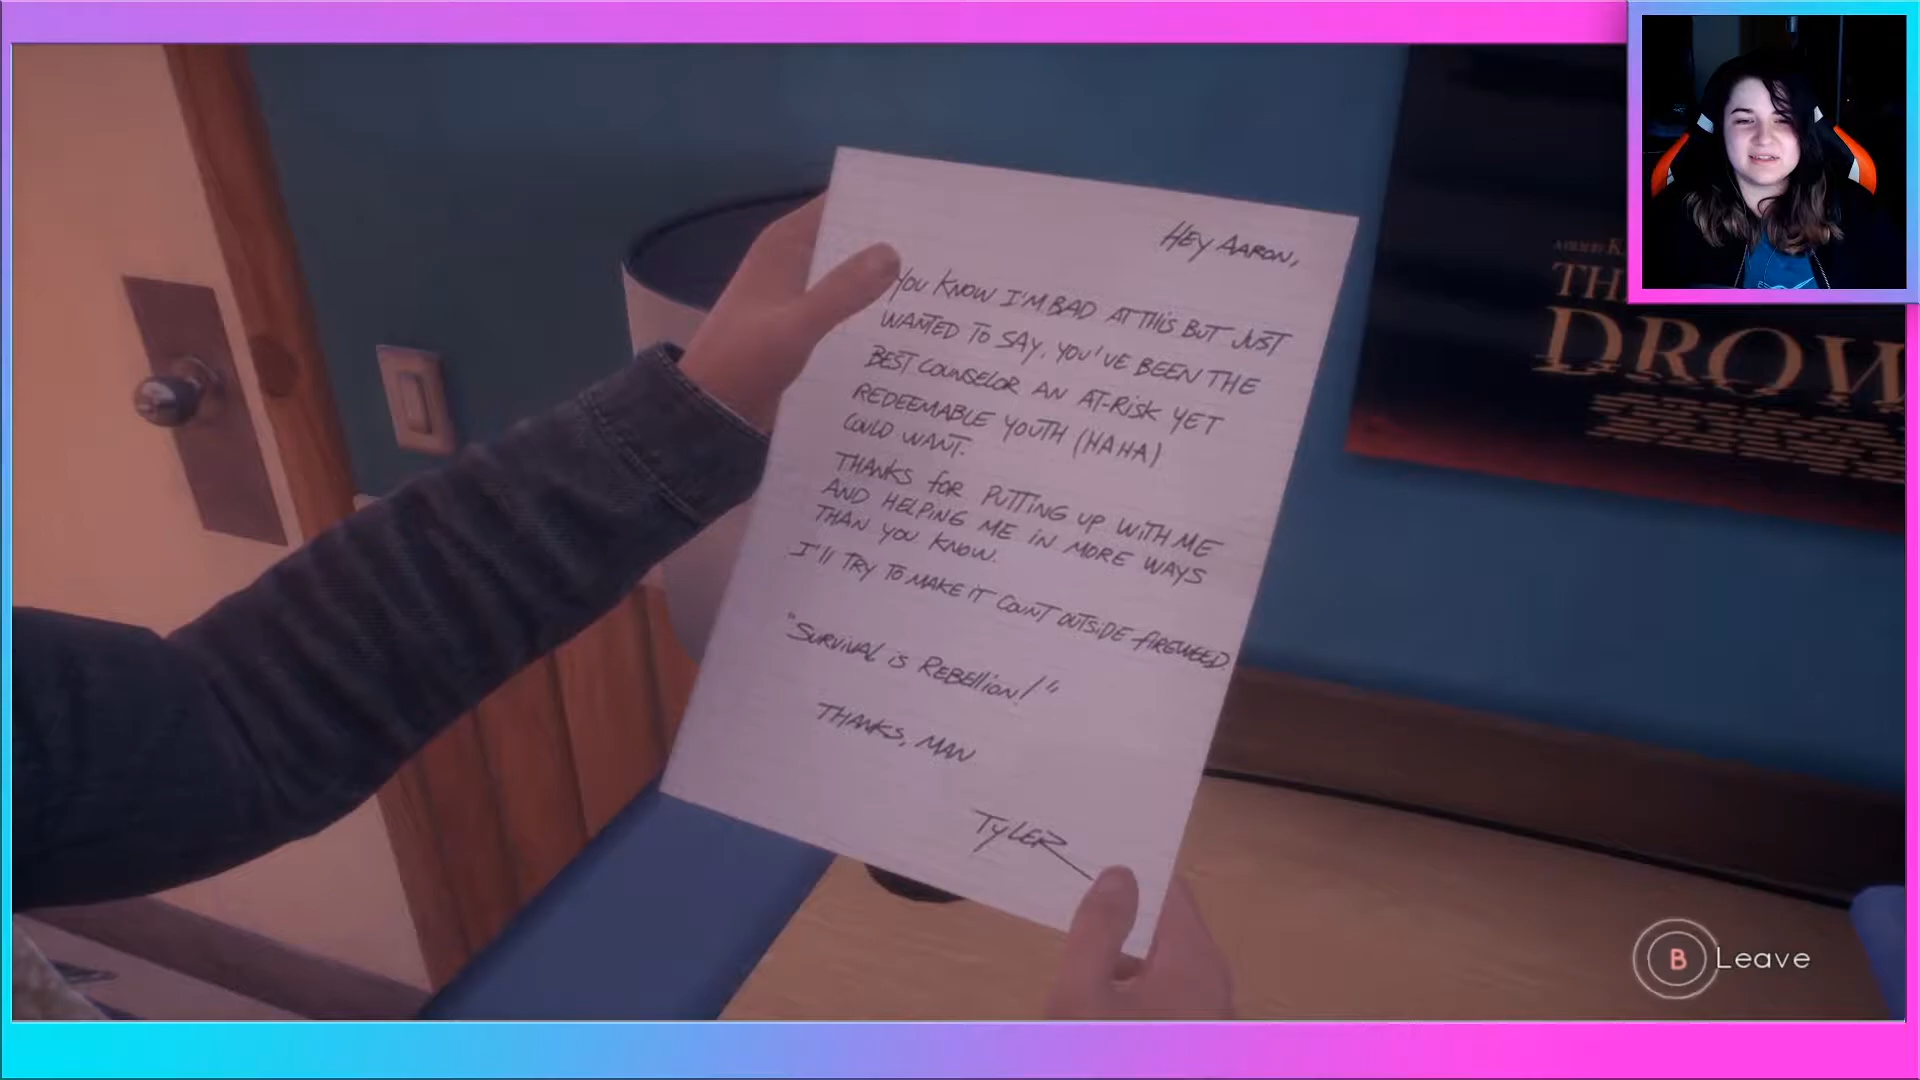 HEY AARON,
YOU KNOW I'M BAD AT THIS BUT JUST
WANTED TO SAY, YOU'VE BEEN THE
BEST COUNSELOR AN AT-RISK YET
REDEEMABLE YOUTH (HAHA)
COULD WANT.
THANKS FOR PUTTING UP WITH ME
AND HELPING ME IN MORE WAYS
THAN YOU KNOW.
I'll TRY TO MAKE IT COUNT OUTSIDE FIREWEED.
"SURVIVAL IS REBELLION!"
THANKS, MAN
TYLER
DROW
B Leave